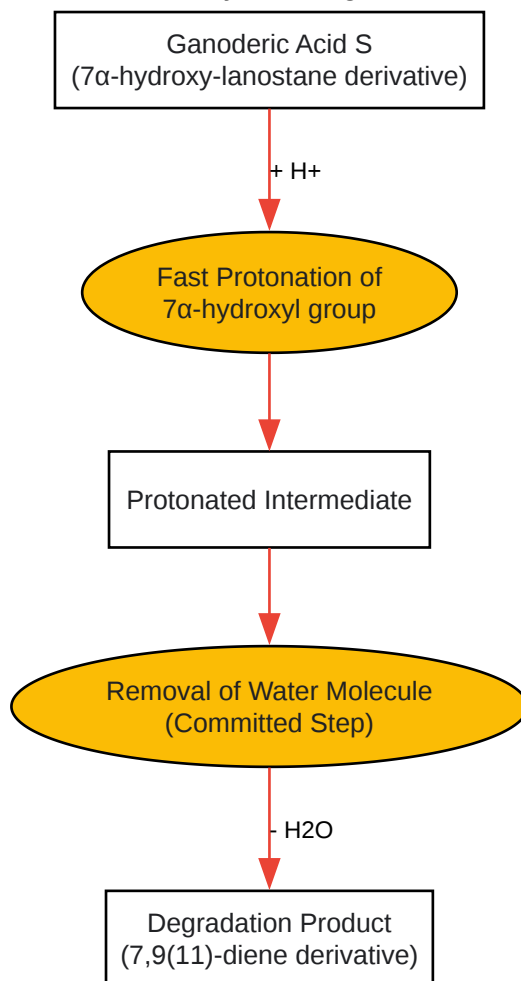 Ganoderic Acid S
(7α-hydroxy-lanostane derivative)
+ H+
Fast Protonation of
7α-hydroxyl group
Protonated Intermediate
Removal of Water Molecule
(Committed Step)
- H2O
Degradation Product
(7,9(11)-diene derivative)